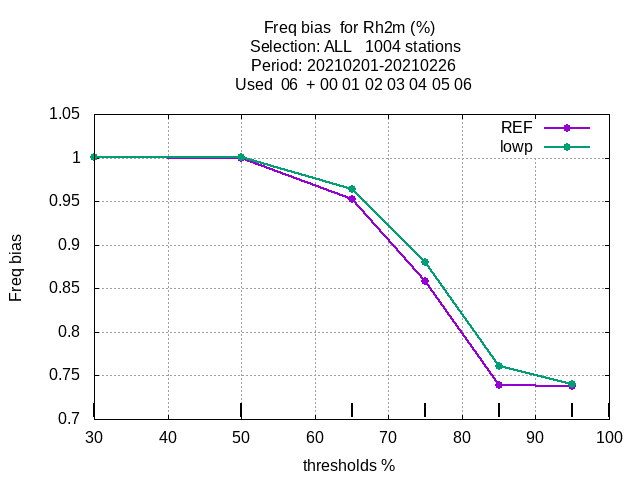 Freq bias  for Rh2m (%)
Selection: ALL   1004 stations
Period: 20210201-20210226
Used  06  + 00 01 02 03 04 05 06
1.05
1
0.95
0.9
0.85
0.8
0.75
0.7
Freq bias
REF
lowp
30 40 50 60 70 80 90 100
thresholds %